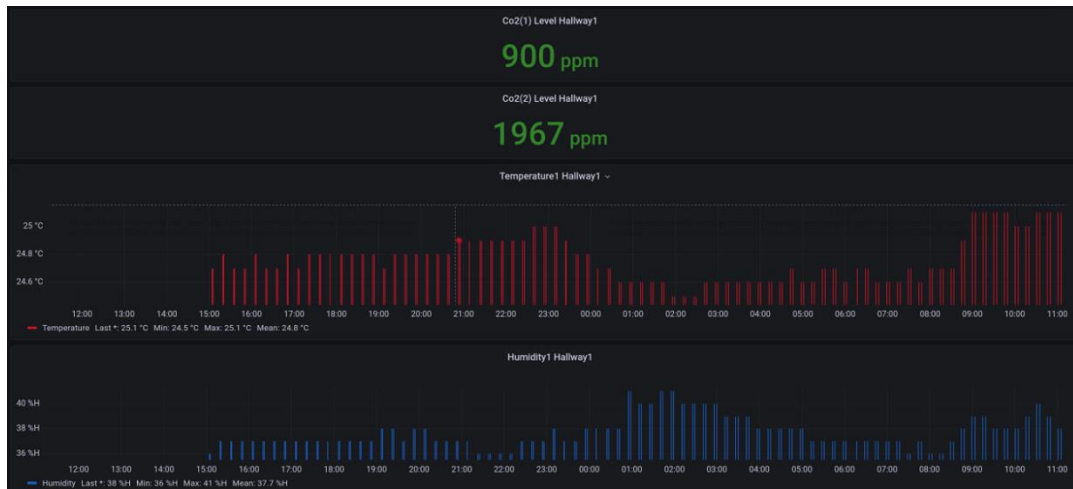 Co2(1) Level Hallway1
900 ppm
Co2(2) Level Hallway1
1967 ppm
Temperature1 Hallway1
25 °C
24.8 °C
24.6 °C
12:00 13:00 14:00 15:00 16:00 17:00 18:00 19:00 20:00 21:00 22:00 23:00 00:00 01:00 02:00 03:00 04:00 05:00 06:00 07:00 08:00 09:00 10:00 11:00
Temperature Last *: 25.1 °C Min: 24.5 °C Max: 25.1 °C Mean: 24.8 °C
Humidity1 Hallway1
40 %H
38 %H
36 %H
12:00 13:00 14:00 15:00 16:00 17:00 18:00 19:00 20:00 21:00 22:00 23:00 00:00 01:00 02:00 03:00 04:00 05:00 06:00 07:00 08:00 09:00 10:00 11:00
Humidity Last *: 38 %H Min: 36 %H Max: 41 %H Mean: 37.7 %H